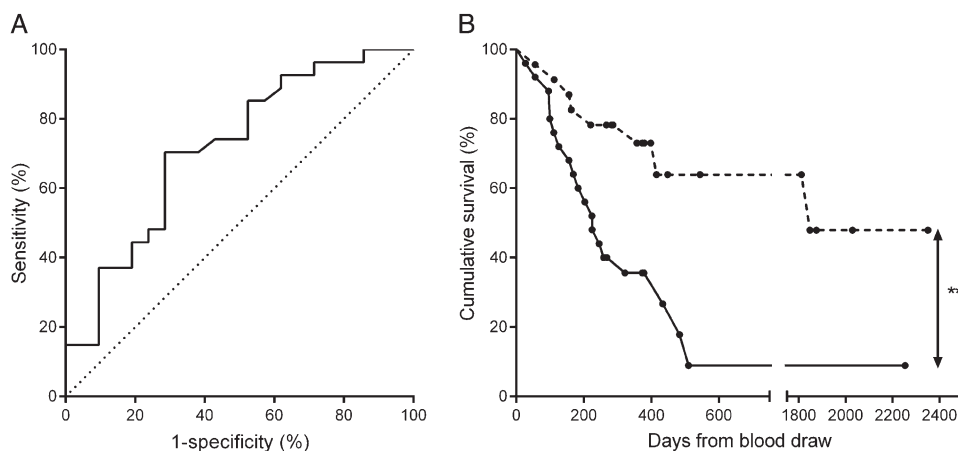 A
100
80
60
40
20
0
Sensitivity (%)
0 20 40 60 80 100
1-specificity (%)
B
100
80
60
40
20
0
Cumulative survival (%)
0 200 400 600 1800 2000 2200 2400
Days from blood draw
*